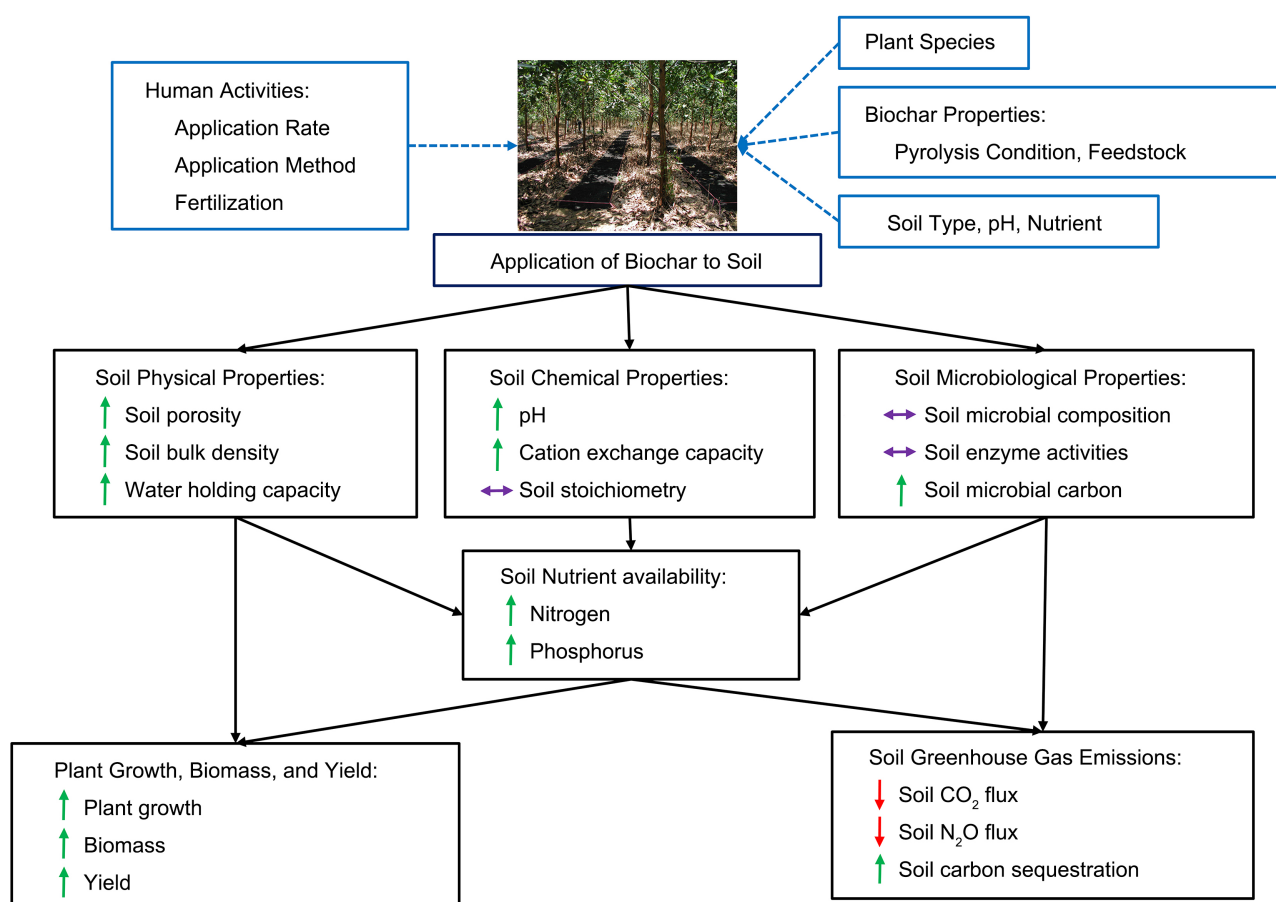 Plant Species
Human Activities:
Application Rate
Application Method
Fertilization
Biochar Properties:
Pyrolysis Condition, Feedstock
Soil Type, pH, Nutrient
Application of Biochar to Soil
Soil Physical Properties:
Soil porosity
Soil bulk density
Water holding capacity
Soil Chemical Properties:
pH
Cation exchange capacity
Soil stoichiometry
Soil Microbiological Properties:
Soil microbial composition
Soil enzyme activities
Soil microbial carbon
Soil Nutrient availability:
Nitrogen
Phosphorus
Plant Growth, Biomass, and Yield:
Plant growth
Biomass
Yield
Soil Greenhouse Gas Emissions:
Soil CO₂ flux
Soil N₂O flux
Soil carbon sequestration